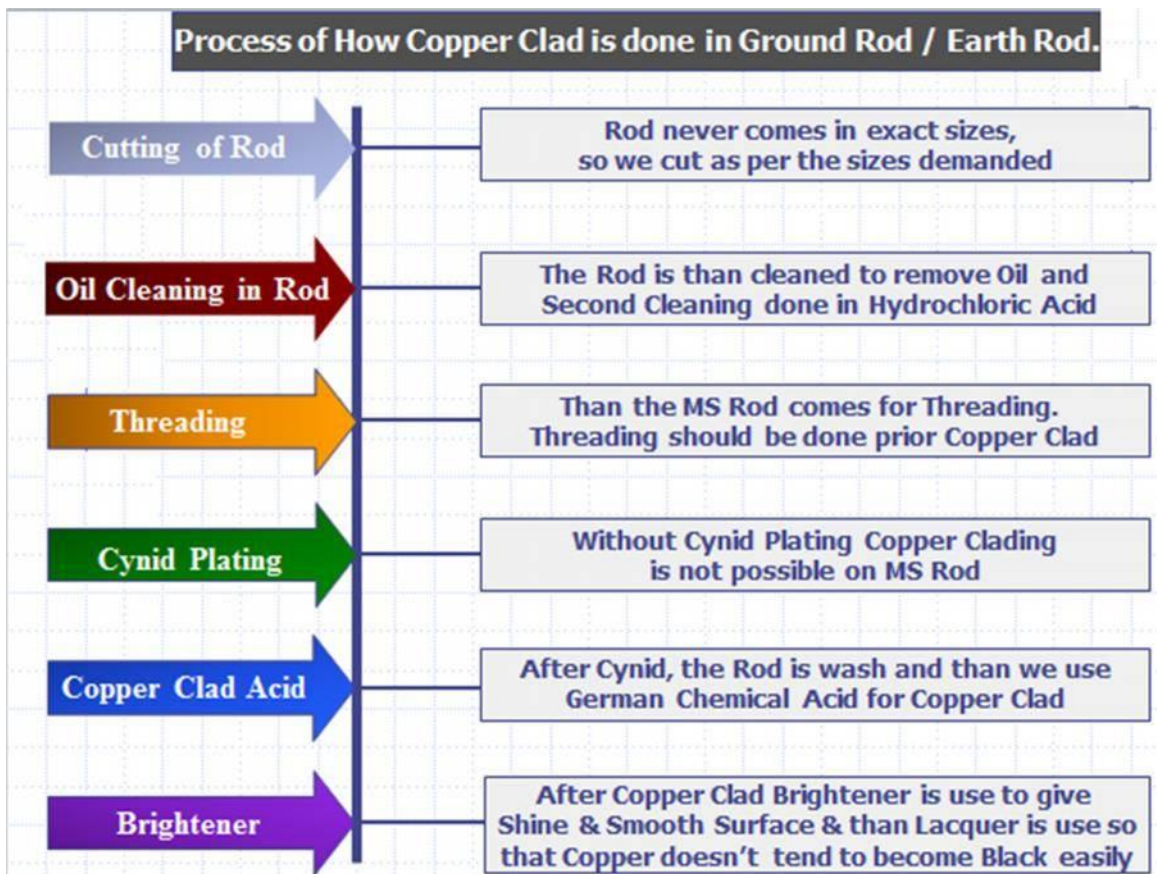 Process of How Copper Clad is done in Ground Rod / Earth Rod.
Cutting of Rod
Rod never comes in exact sizes,
so we cut as per the sizes demanded
Oil Cleaning in Rod
The Rod is than cleaned to remove Oil and
Second Cleaning done in Hydrochloric Acid
Threading
Than the MS Rod comes for Threading.
Threading should be done prior Copper Clad
Cynid Plating
Without Cynid Plating Copper Clading
is not possible on MS Rod
Copper Clad Acid
After Cynid, the Rod is wash and than we use
German Chemical Acid for Copper Clad
Brightener
After Copper Clad Brightener is use to give
Shine & Smooth Surface & than Lacquer is use so
that Copper doesn’t tend to become Black easily